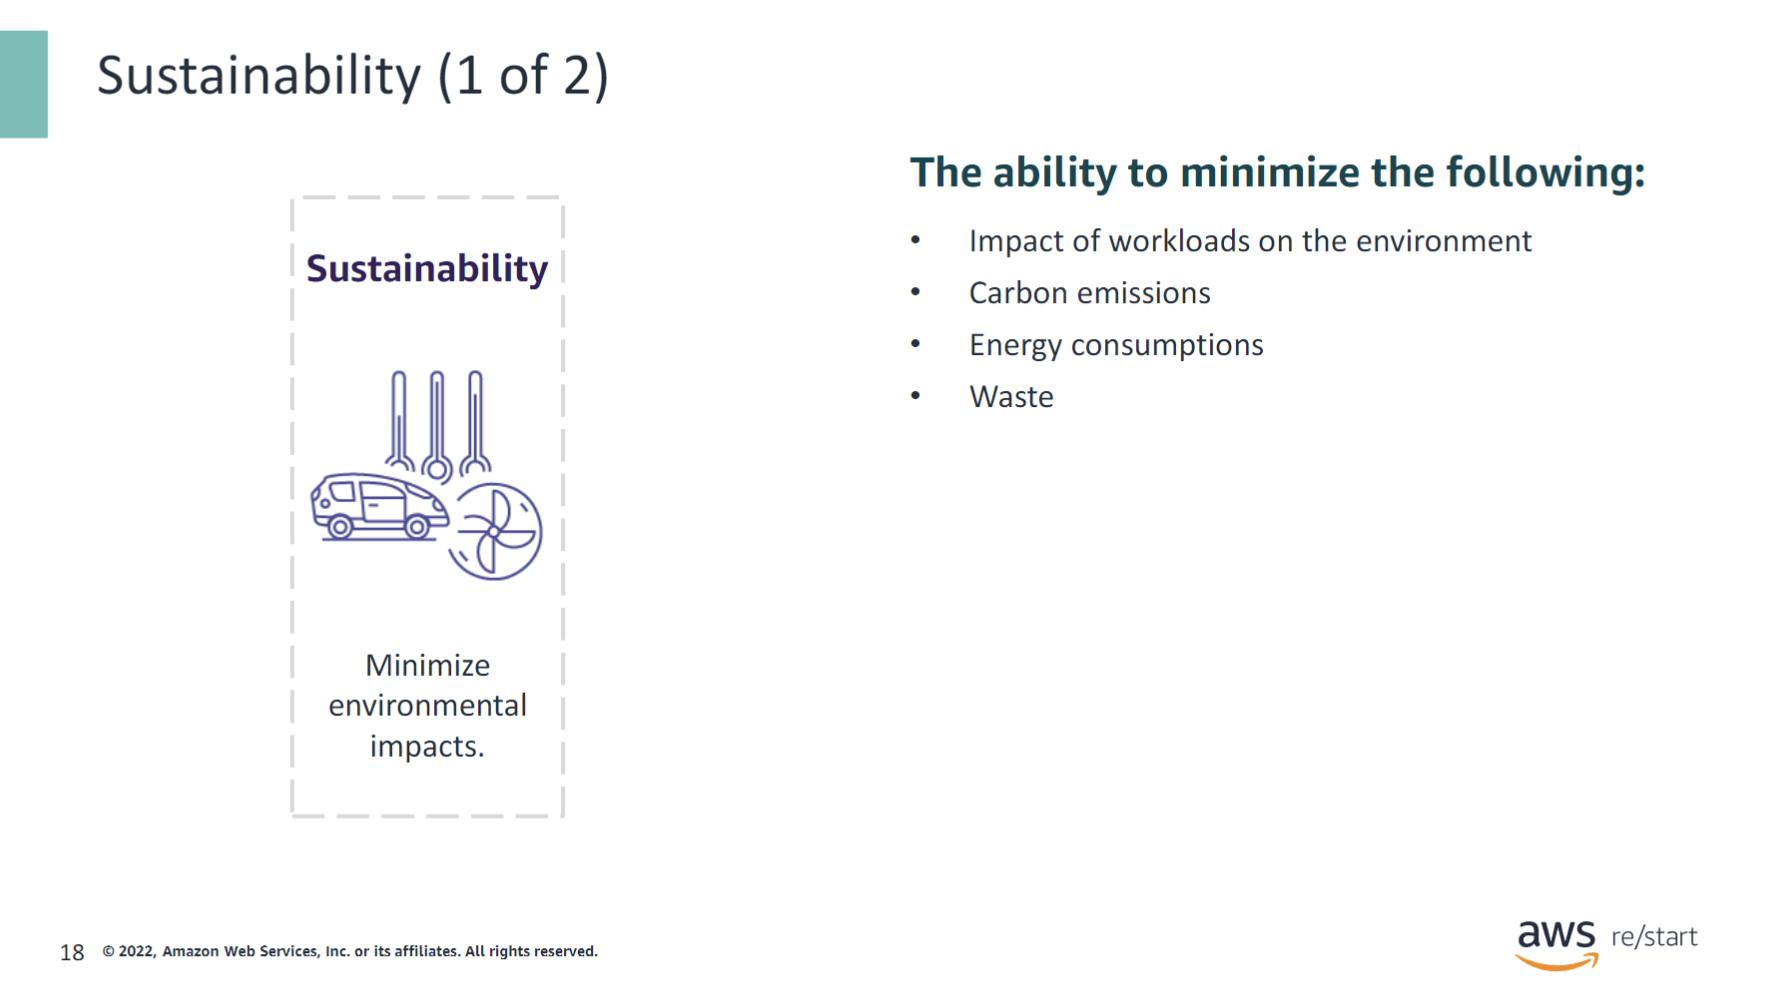 Sustainability (1 of 2)
Sustainability
Minimize
environmental
impacts.
The ability to minimize the following:
• Impact of workloads on the environment
• Carbon emissions
• Energy consumptions
• Waste
18 © 2022, Amazon Web Services, Inc. or its affiliates. All rights reserved.
aws re/start